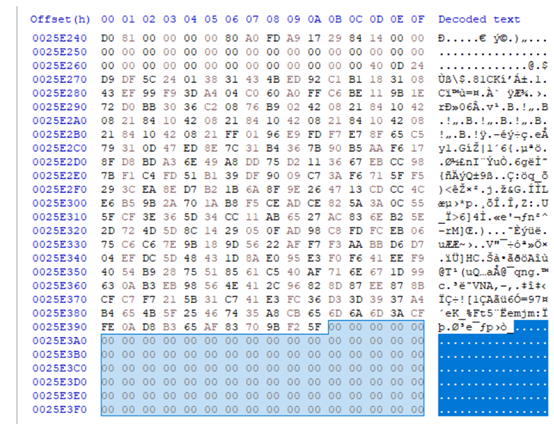 Offset(h) 00 01 02 03 04 05 06 07 08 09 0A 0B 0C 0D 0E 0F Decoded text
0025E240 D0 81 00 00 00 00 80 A0 FD A9 17 29 84 14 00 00 Ð.....€ ý©.)„...
0025E250 00 00 00 00 00 00 00 00 00 00 00 00 00 00 00 00 ................
0025E260 00 00 00 00 00 00 00 00 00 00 00 00 00 40 0D 24 .............@.$
0025E270 D9 DF 5C 24 01 38 31 43 4B ED 92 C1 B1 18 31 08 Ùß\$.81CKí’Á±.1.
0025E280 43 EF 99 F9 3D A4 04 C0 60 A0 FF C6 BE 11 9B 1E Cï™ù=¤.À` ÿÆ¾.›.
0025E290 72 D0 BB 30 36 C2 08 76 B9 02 42 08 21 84 10 42 rÐ»06Â.v¹.B.!„.B
0025E2A0 08 21 84 10 42 08 21 84 10 42 08 21 84 10 42 08 .!„.B.!„.B.!„.B.
0025E2B0 21 84 10 42 08 21 FF 01 96 E9 FD F7 E7 8F 65 C5 !„.B.!ÿ.–éý÷ç.eÅ
0025E2C0 79 31 0D 47 ED 8E 7C 31 B4 36 7B 90 B5 AA F6 17 y1.GíŽ|1´6{.µªö.
0025E2D0 8F D8 BD A3 6E 49 A8 DD 75 D2 11 36 67 EB CC 98 .Ø½£nI¨ÝuÒ.6gëÌ˜
0025E2E0 7B F1 C4 FD 51 B1 39 DF 90 09 C7 3A F6 71 5F F5 {ñÄýQ±9ß..Ç:öq_õ
0025E2F0 29 3C EA 8E D7 B2 1B 6A 8F 9E 26 47 13 CD CC 4C )<êŽ×².j.ž&G.ÍÌL
0025E300 E6 B5 9B 2A 70 1A B8 F5 CE AD CE 82 5A 3A 0C 55 æµ›*p.¸õÎ.Î‚Z:.U
0025E310 5F CF 3E 36 5D 34 CC 11 AB 65 27 AC 83 6E B2 5E _Ï>6]4Ì.«e'¬ƒn²^
0025E320 2D 72 4D 5D 8C 14 29 05 0F AD 98 C8 FD FC EB 06 -rM]Œ.)...˜Èýüë.
0025E330 75 C6 C6 7E 9B 18 9D 56 22 AF F7 F3 AA BB D6 D7 uÆÆ~›..V"¯÷óª»Ö×
0025E340 04 EF DC 5D 48 43 1D 8A E0 95 E3 F0 F6 41 EE F9 .ïÜ]HC.Šà•ãðöAîù
0025E350 40 54 B9 28 75 51 85 61 C5 40 AF 71 6E 67 1D 99 @T¹(uQ…aÅ@¯qng.™
0025E360 63 0A B3 EB 98 56 4E 41 2C 96 82 8D 87 EE 87 8B c.³ë˜VNA,–‚.‡î‡‹
0025E370 CF C7 F7 21 5B 31 C7 41 E3 FC 36 D3 3D 39 37 A4 ÏÇ÷![1ÇAãü6Ó=97¤
0025E380 B4 65 4B 5F 25 46 74 35 A8 CB 65 6D 6A 6D 3A CF ´eK_%Ft5¨Ëemjm:Ï
0025E390 FE 0A D8 B3 65 AF 83 70 9B F2 5F 00 00 00 00 00 þ.Ø³e¯ƒp›ò_.....
0025E3A0 00 00 00 00 00 00 00 00 00 00 00 00 00 00 00 00 ................
0025E3B0 00 00 00 00 00 00 00 00 00 00 00 00 00 00 00 00 ................
0025E3C0 00 00 00 00 00 00 00 00 00 00 00 00 00 00 00 00 ................
0025E3D0 00 00 00 00 00 00 00 00 00 00 00 00 00 00 00 00 ................
0025E3E0 00 00 00 00 00 00 00 00 00 00 00 00 00 00 00 00 ................
0025E3F0 00 00 00 00 00 00 00 00 00 00 00 00 00 00 00 00 ................